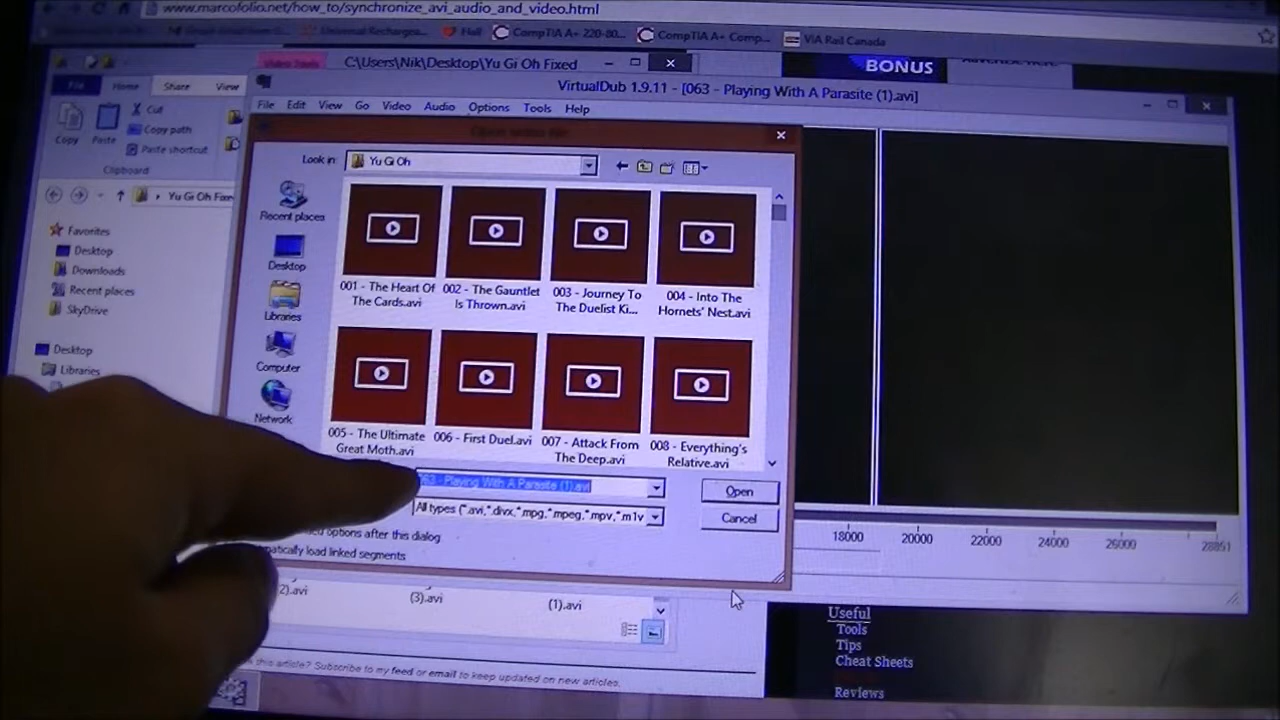 www.marcofolio.net/how_to/synchronize_avi_audio_and_video.html
CompTIA A+ 220-80...
CompTIA A+ Comp...
VIA Rail Canada
BONUS
Video Tools
C:\Users\Nik\Desktop\Yu Gi Oh Fixed
File
Home
Share
View
Copy
Paste
Cut
Copy path
Paste shortcut
Clipboard
Yu Gi Oh Fixe
Favorites
Desktop
Downloads
Recent places
SkyDrive
Desktop
Libraries
VirtualDub 1.9.11 - [063 - Playing With A Parasite (1).avi]
File Edit View Go Video Audio Options Tools Help
Open video file
Look in: Yu Gi Oh
Recent places
Desktop
Libraries
Computer
Network
001 - The Heart Of
The Cards.avi
002 - The Gauntlet
Is Thrown.avi
003 - Journey To
The Duelist Ki...
004 - Into The
Hornets' Nest.avi
005 - The Ultimate
Great Moth.avi
006 - First Duel.avi
007 - Attack From
The Deep.avi
008 - Everything's
Relative.avi
063 - Playing With A Parasite (1).avi
Open
All types (*.avi,*.divx,*.mpg,*.mpeg,*.mpv,*.m1v
Cancel
options after this dialog
load linked segments
18000 20000 22000 24000 26000 28851
2).avi
(3).avi
(1).avi
this article? Subscribe to my feed or email to keep updated on new articles.
Useful
Tools
Tips
Cheat Sheets
Reviews